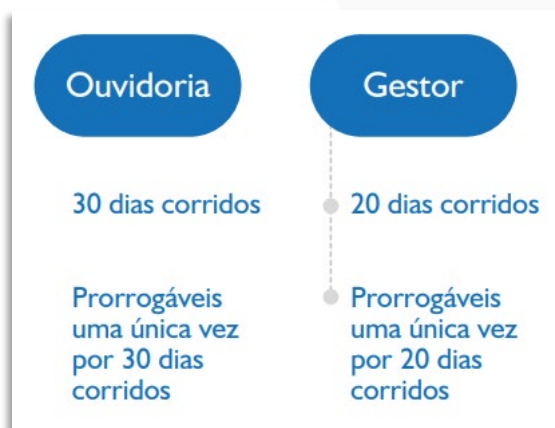 Ouvidoria
30 dias corridos
Prorrogáveis
uma única vez
por 30 dias
corridos
Gestor
20 dias corridos
Prorrogáveis
uma única vez
por 20 dias
corridos